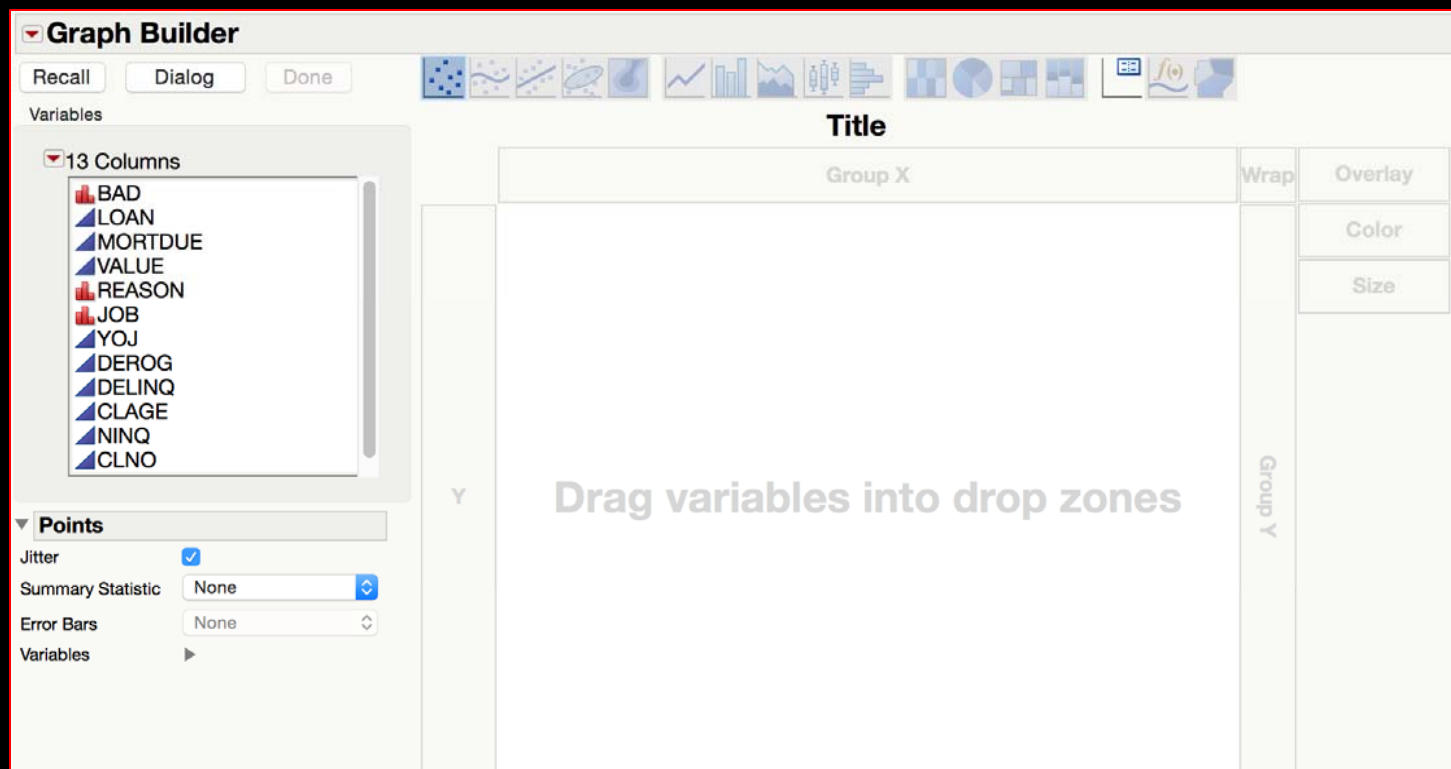 Graph Builder
Recall Dialog Done
Variables
13 Columns
BAD
LOAN
MORTDUE
VALUE
REASON
JOB
YOJ
DEROG
DELINQ
CLAGE
NINQ
CLNO
Points
Jitter
Summary Statistic None
Error Bars None
Variables
Title
Group X
Wrap
Overlay
Color
Size
Y
Drag variables into drop zones
Group Y